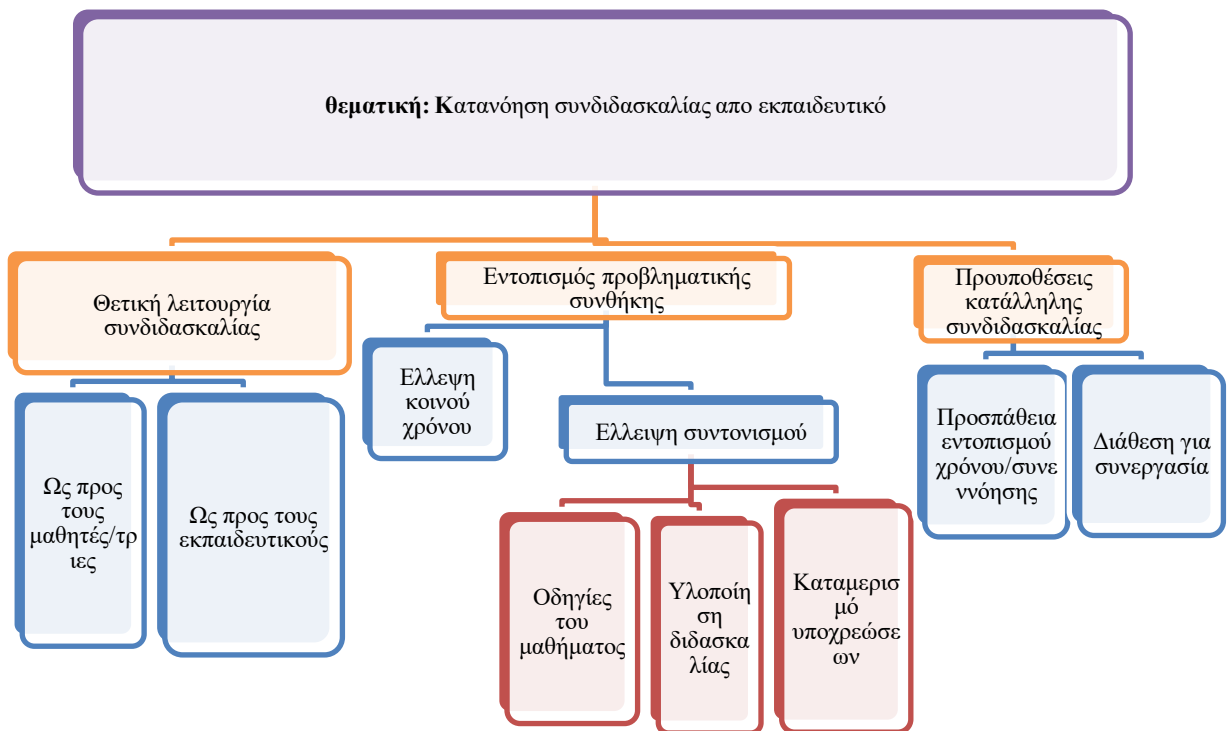 θεματική: Κατανόηση συνδιδασκαλίας απο εκπαιδευτικό
Θετική λειτουργία
συνδιδασκαλίας
Ως προς
τους
μαθητές/τρ
ιες
Ως προς τους
εκπαιδευτικούς
Εντοπισμός προβληματικής
συνθήκης
Ελλεψη
κοινού
χρόνου
Ελλειψη συντονισμού
Οδηγίες
του
μαθήματος
Υλοποίη
ση
διδασκα
λίας
Καταμερισ
μό
υποχρεώσε
ων
Προυποθέσεις
κατάλληλης
συνδιδασκαλίας
Προσπάθεια
εντοπισμού
χρόνου/συνε
ννόησης
Διάθεση για
συνεργασία